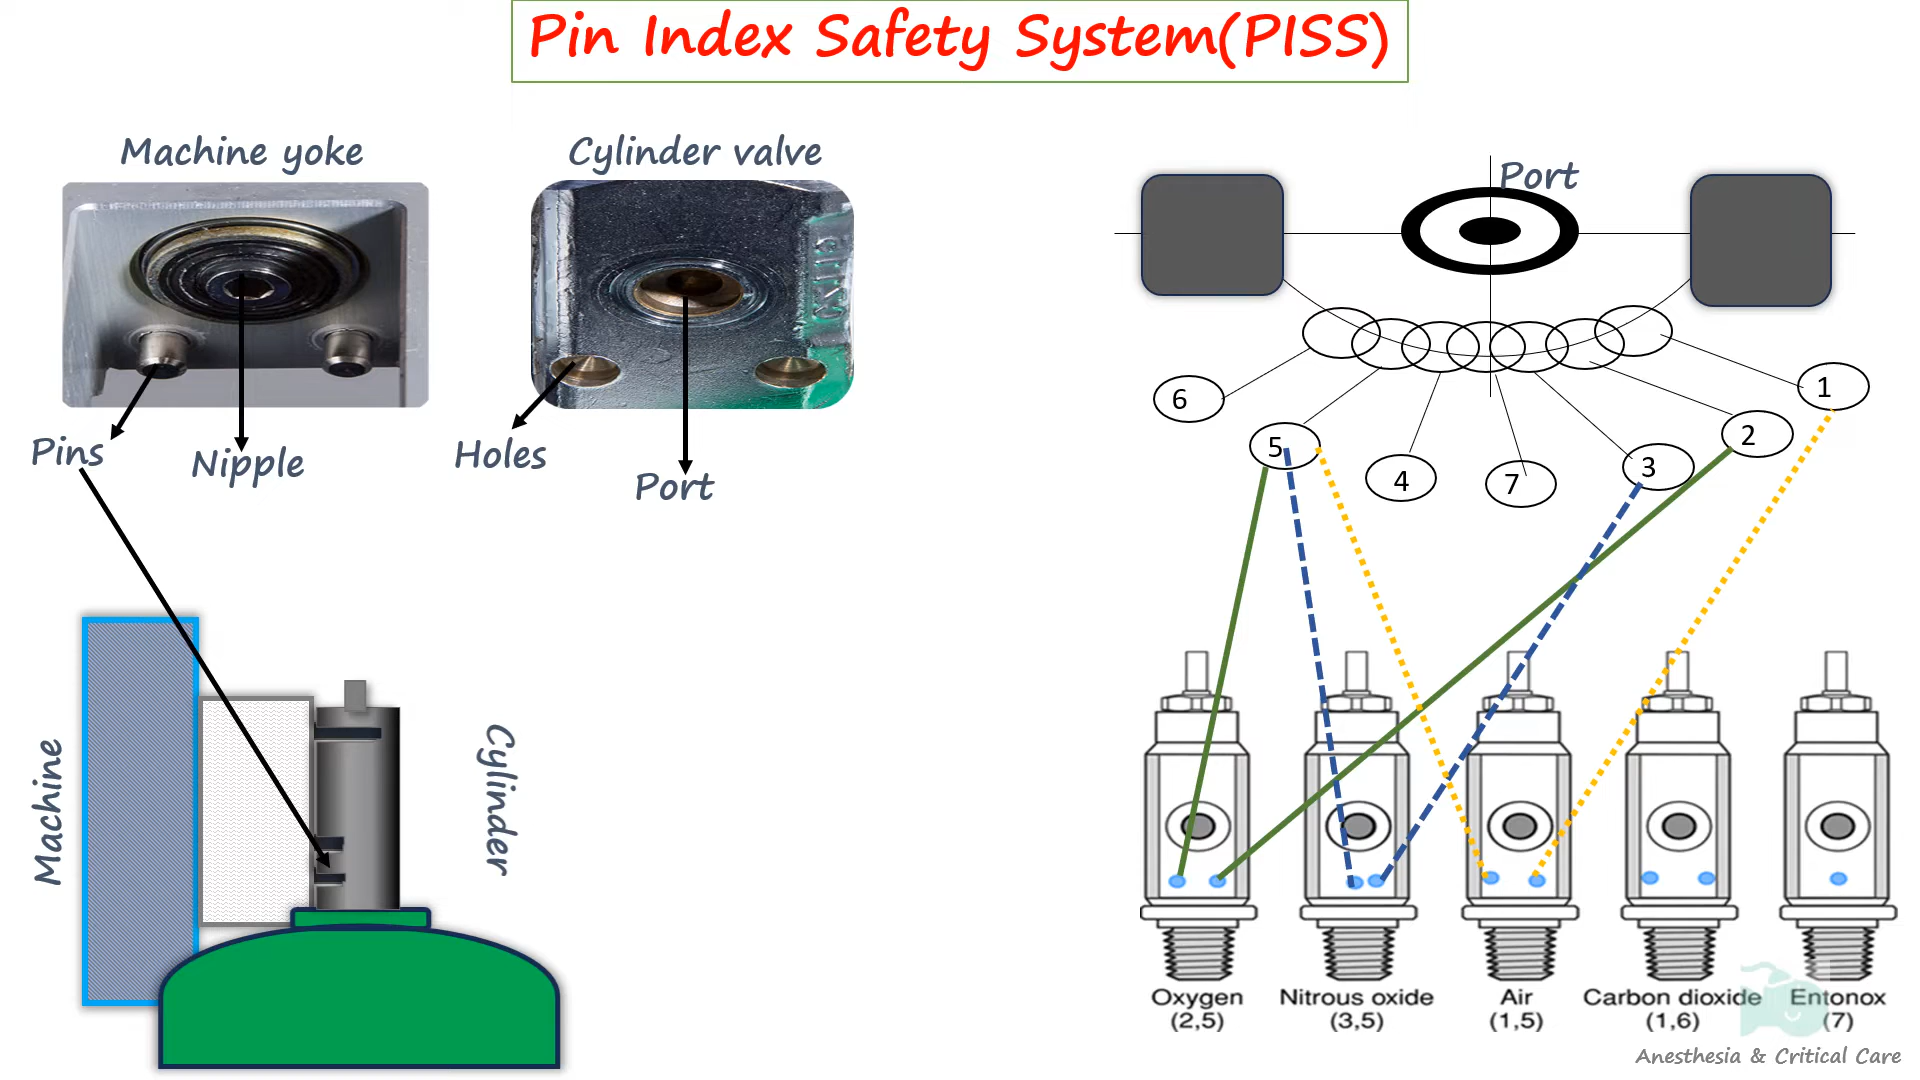 Pin Index Safety System(PISS)
Machine yoke
Cylinder valve
Port
Pins
Nipple
Holes
Port
6
5
4
7
3
2
1
Machine
Cylinder
Oxygen
(2,5)
Nitrous oxide
(3,5)
Air
(1,5)
Carbon dioxide
(1,6)
Entonox
(7)
Anesthesia & Critical Care